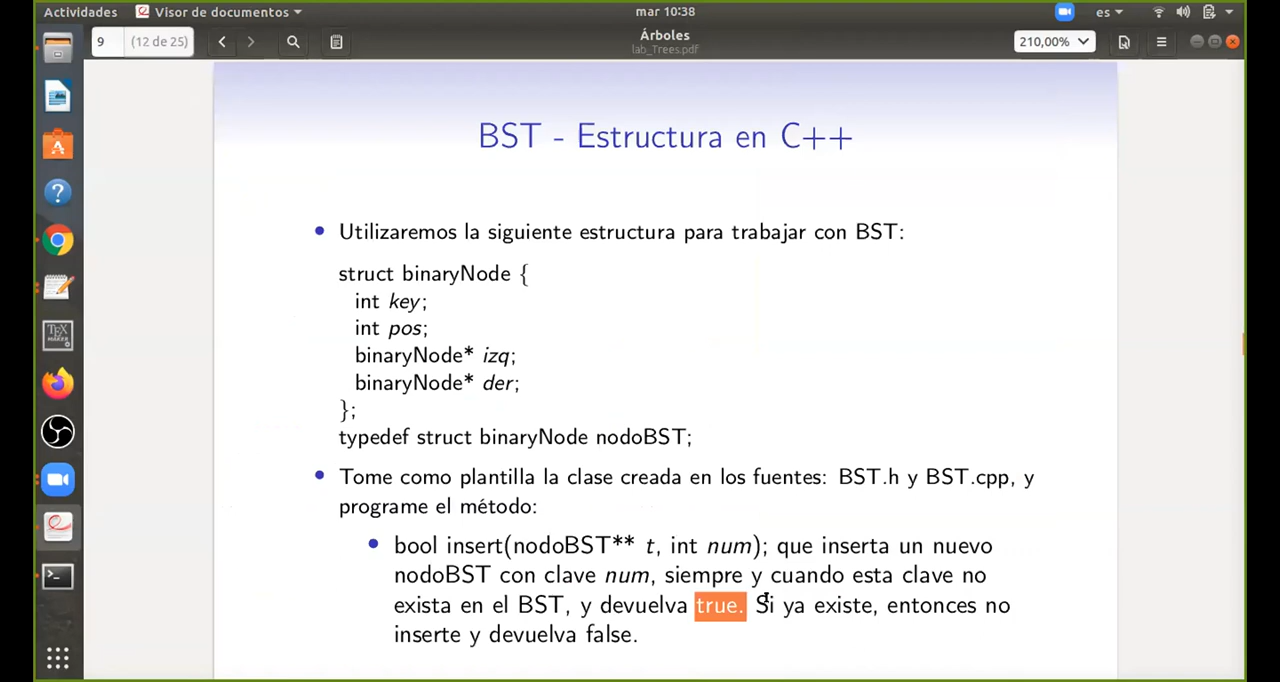 Actividades
Visor de documentos
mar 10:38
es
9
(12 de 25)
Árboles
lab_Trees.pdf
210,00%
BST - Estructura en C++
Utilizaremos la siguiente estructura para trabajar con BST:
struct binaryNode {
int key;
int pos;
binaryNode* izq;
binaryNode* der;
};
typedef struct binaryNode nodoBST;
Tome como plantilla la clase creada en los fuentes: BST.h y BST.cpp, y
programe el método:
bool insert(nodoBST** t, int num); que inserta un nuevo
nodoBST con clave num, siempre y cuando esta clave no
exista en el BST, y devuelva true. Si ya existe, entonces no
inserte y devuelva false.